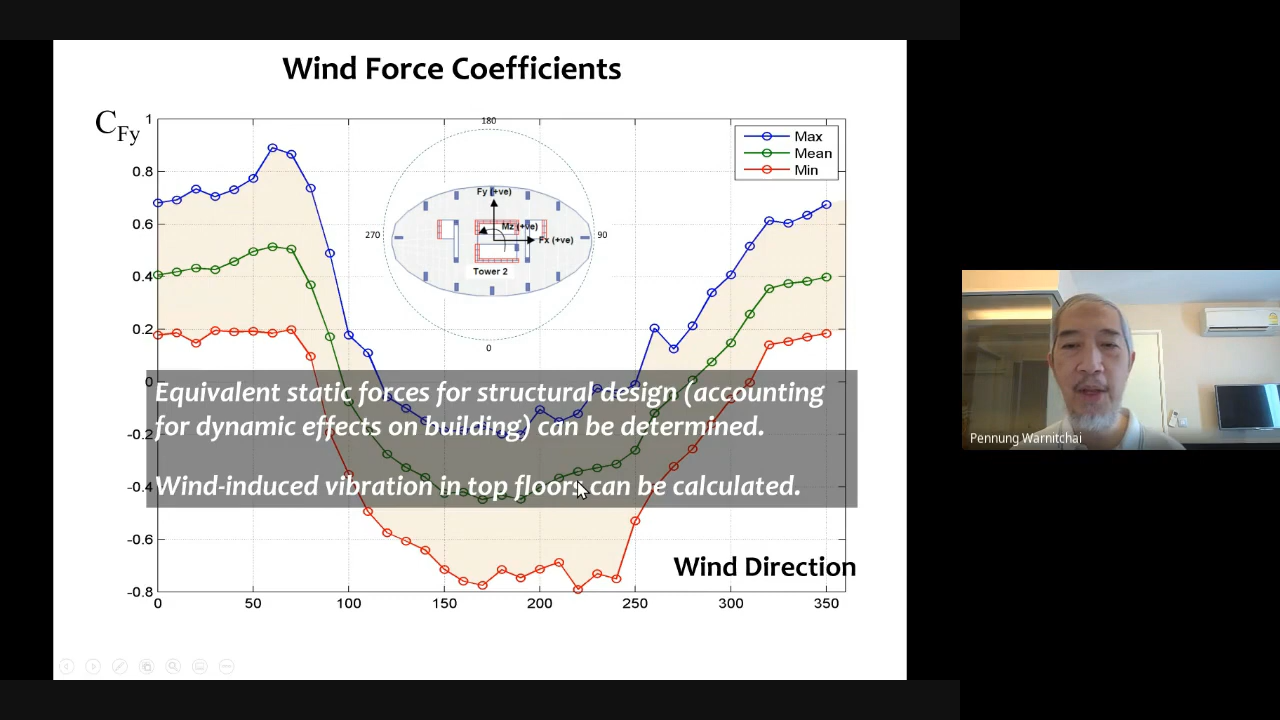 Wind Force Coefficients
CFy
1
0.8
0.6
0.4
0.2
0
-0.2
-0.4
-0.6
-0.8
0
50
100
150
200
250
300
350
Max
Mean
Min
180
270
90
0
Fy (+ve)
Mz (+ve)
Fx (+ve)
Tower 2
Equivalent static forces for structural design (accounting
for dynamic effects on building) can be determined.
Wind-induced vibration in top floors can be calculated.
Wind Direction
Pennung Warnitchai